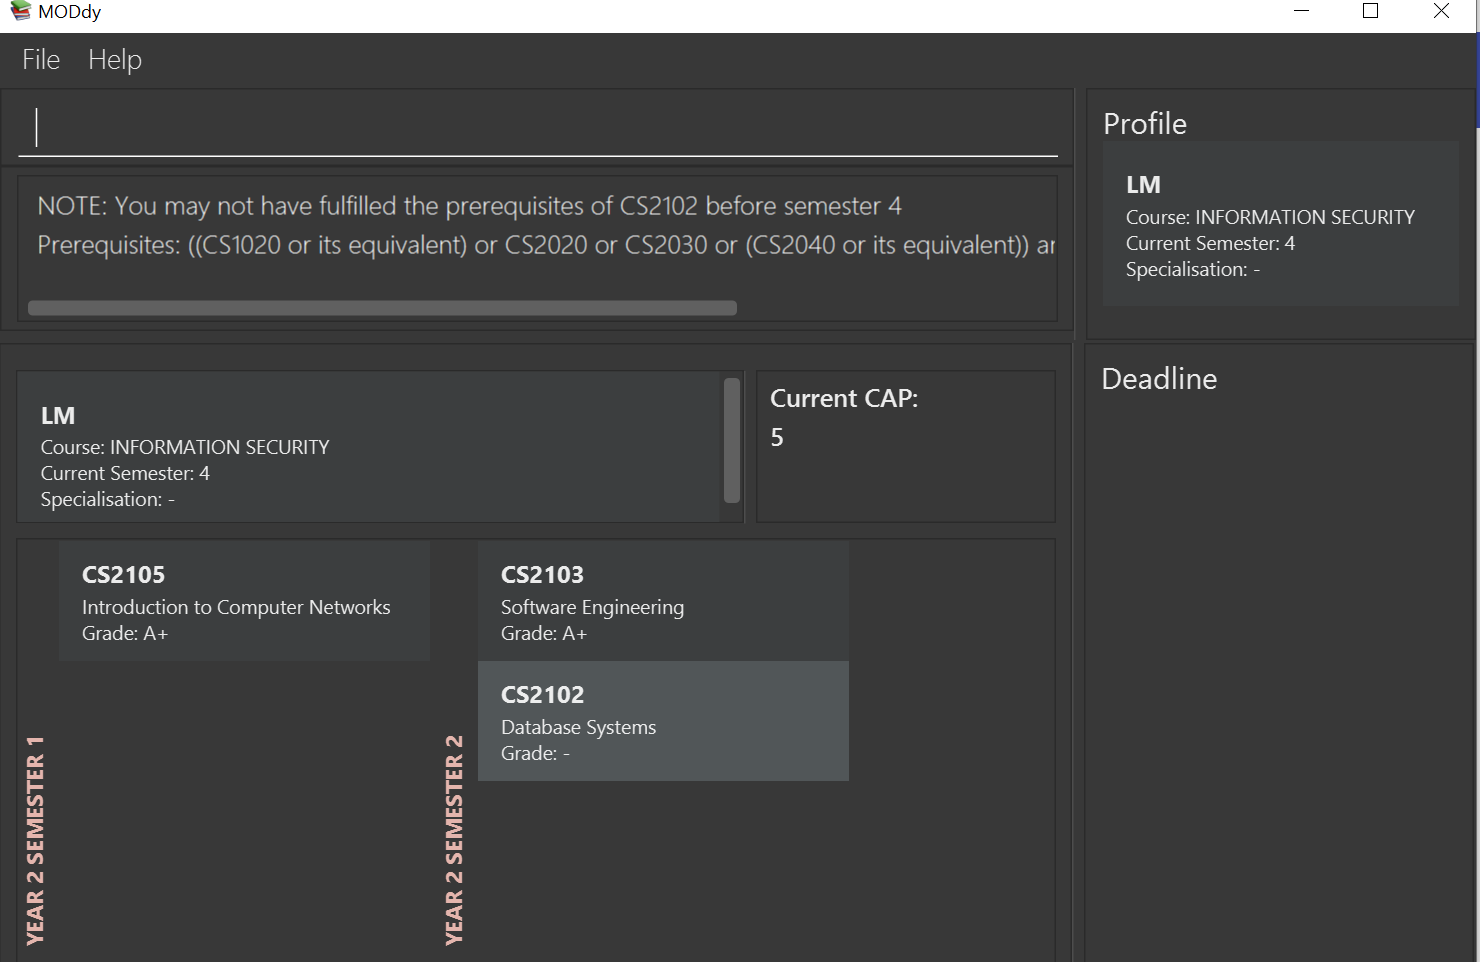 MODdy
File Help
NOTE: You may not have fulfilled the prerequisites of CS2102 before semester 4
Prerequisites: ((CS1020 or its equivalent) or CS2020 or CS2030 or (CS2040 or its equivalent))
Profile
LM
Course: INFORMATION SECURITY
Current Semester: 4
Specialisation: -
LM
Course: INFORMATION SECURITY
Current Semester: 4
Specialisation: -
Current CAP:
5
Deadline
YEAR 2 SEMESTER 1
CS2105
Introduction to Computer Networks
Grade: A+
YEAR 2 SEMESTER 2
CS2103
Software Engineering
Grade: A+
CS2102
Database Systems
Grade: -